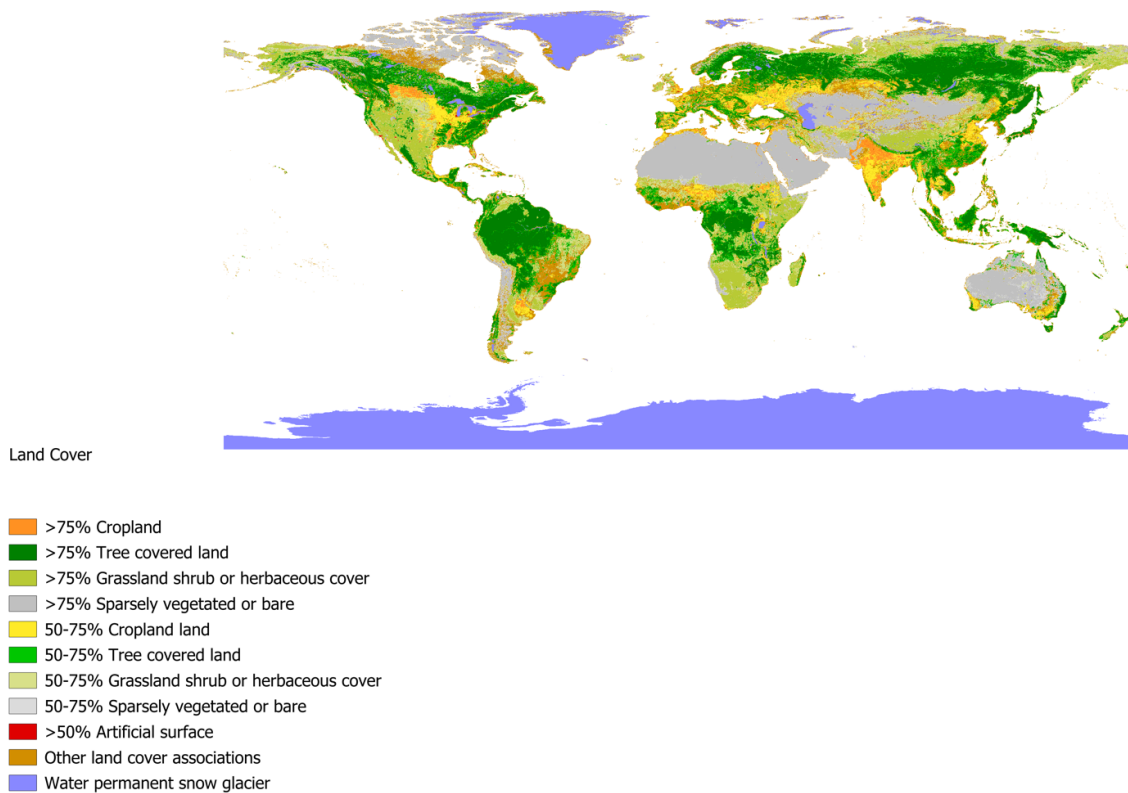 Land Cover
>75% Cropland
>75% Tree covered land
>75% Grassland shrub or herbaceous cover
>75% Sparsely vegetated or bare
50-75% Cropland land
50-75% Tree covered land
50-75% Grassland shrub or herbaceous cover
50-75% Sparsely vegetated or bare
>50% Artificial surface
Other land cover associations
Water permanent snow glacier